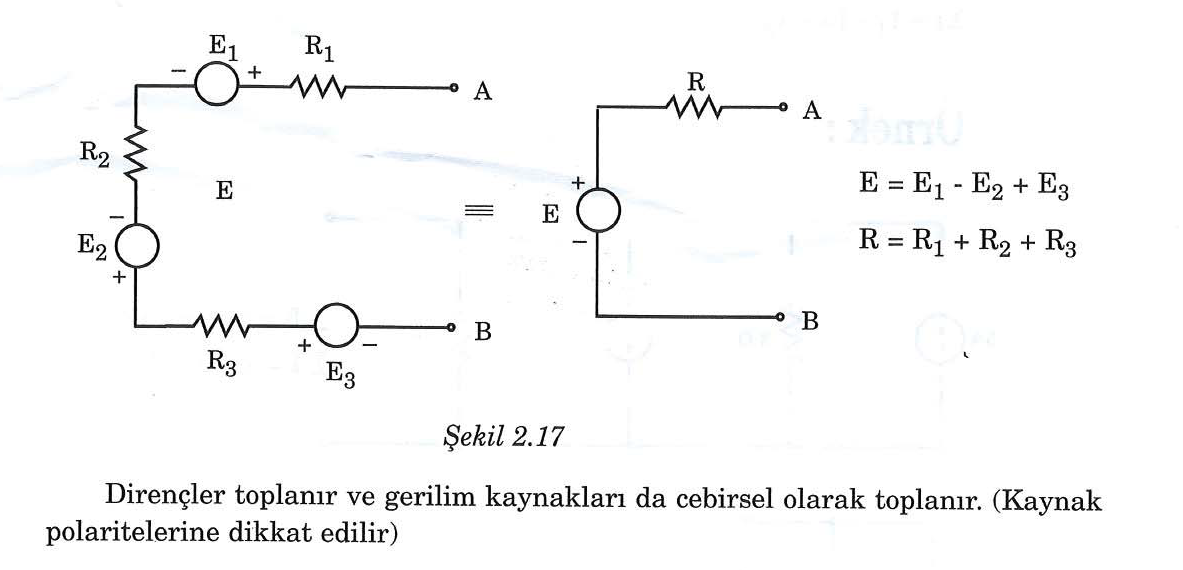 E1 R1
- + A
R2
E
-
E2
+
R3 + - B
E3
≡
R
A
+
E
-
B
E = E1 - E2 + E3
R = R1 + R2 + R3
Şekil 2.17
Dirençler toplanır ve gerilim kaynakları da cebirsel olarak toplanır. (Kaynak
polaritelerine dikkat edilir)